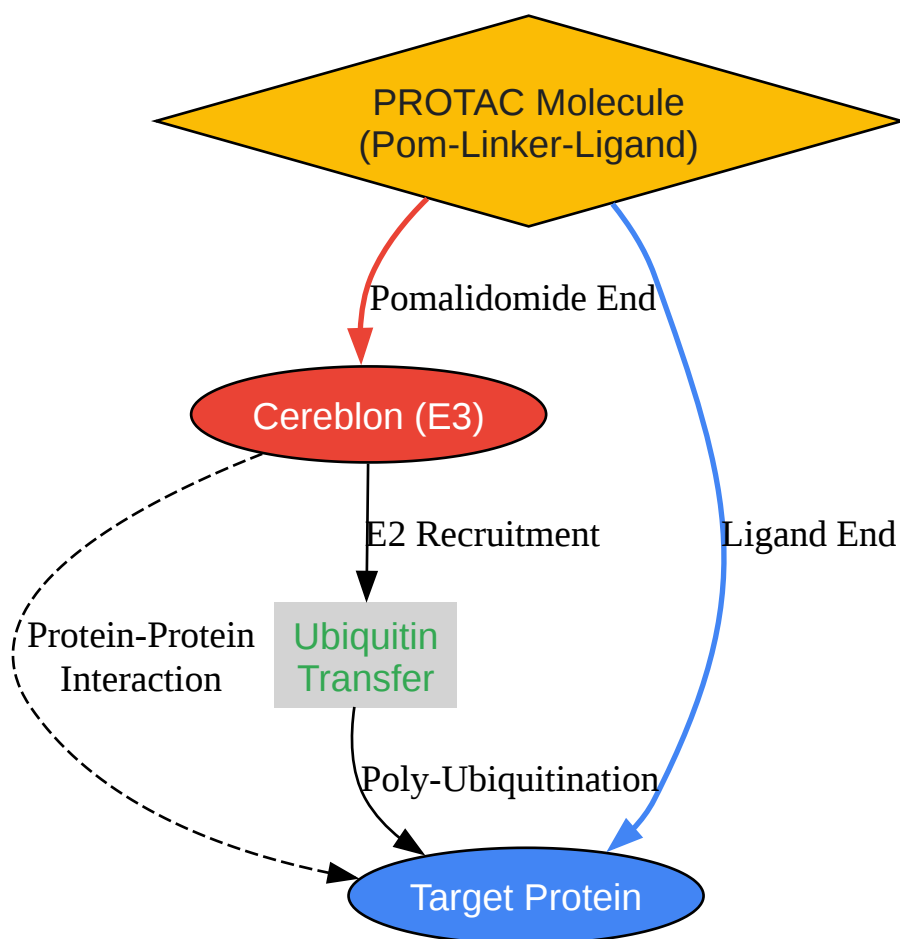 PROTAC Molecule
(Pom-Linker-Ligand)
Pomalidomide End
Cereblon (E3)
E2 Recruitment
Ligand End
Protein-Protein
Interaction
Ubiquitin
Transfer
Poly-Ubiquitination
Target Protein